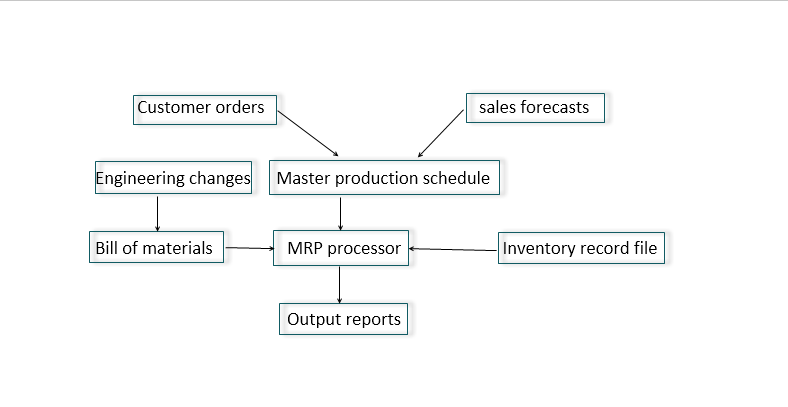 Customer orders
sales forecasts
Engineering changes
Master production schedule
Bill of materials
MRP processor
Inventory record file
Output reports